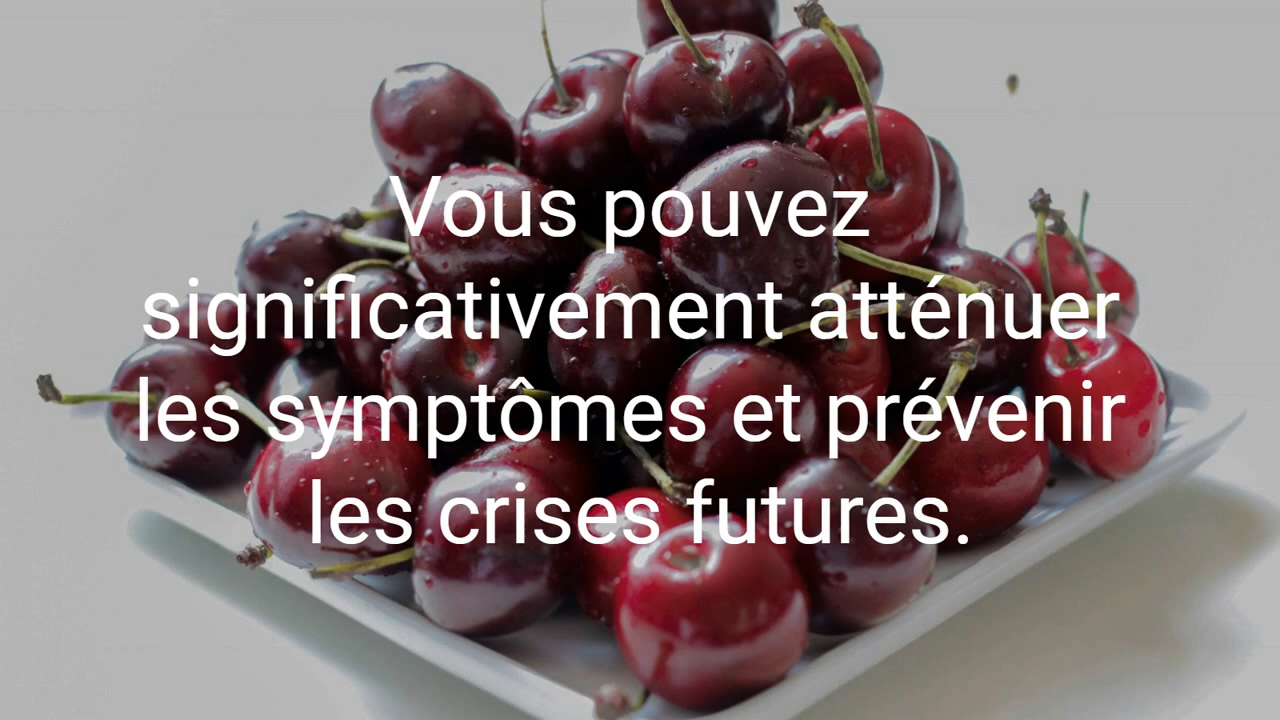 Vous pouvez
significativement atténuer
les symptômes et prévenir
les crises futures.